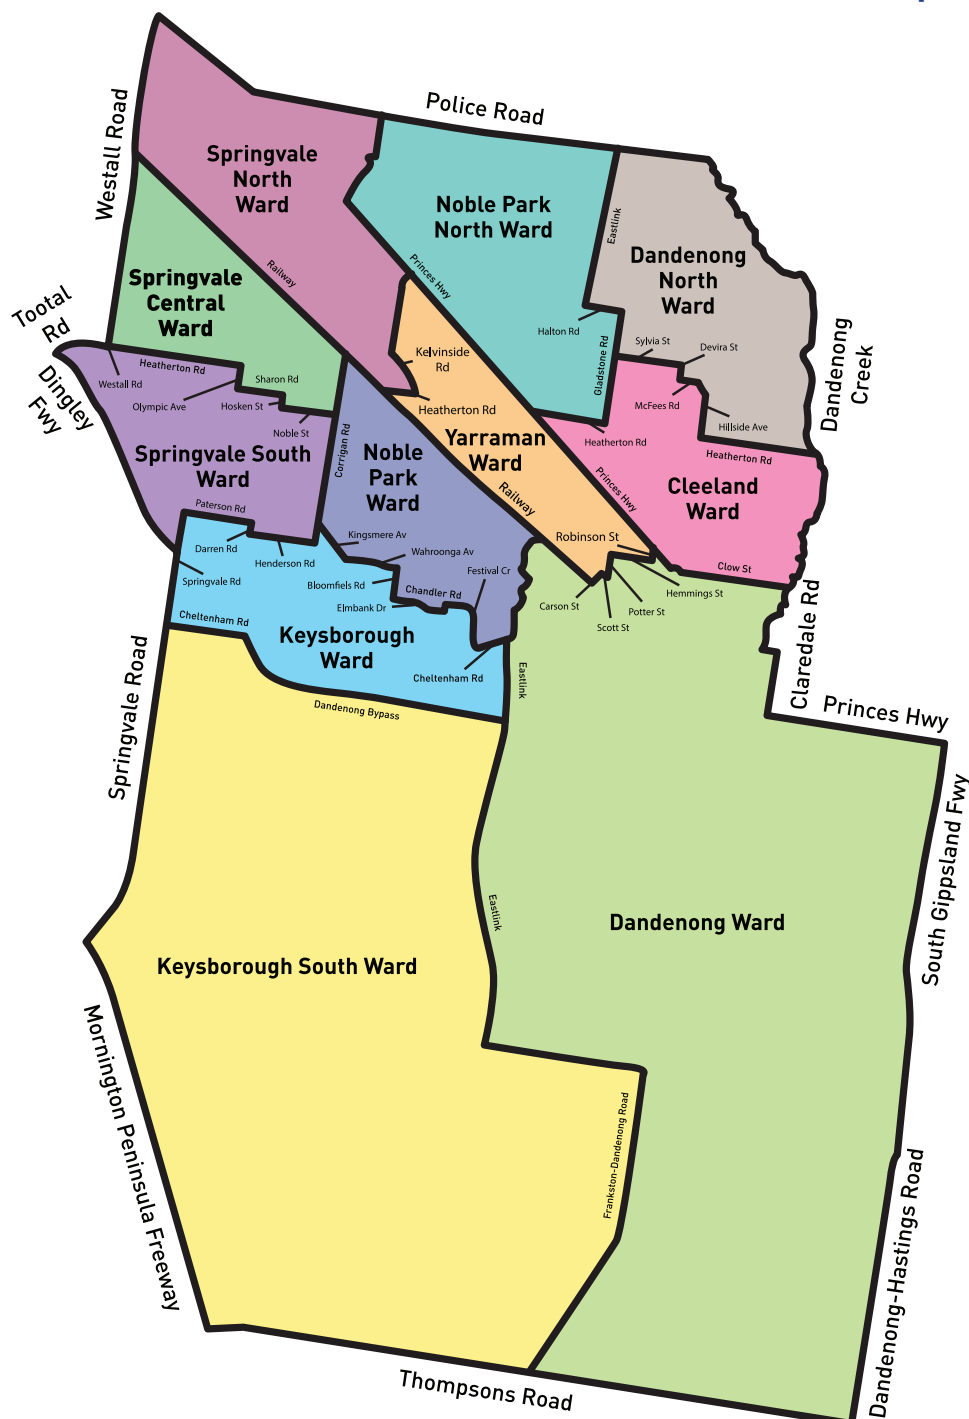 Police Road
Westall Road
Springvale
North
Ward
Noble Park
North Ward
Eastlink
Dandenong
North
Ward
Railway
Princes Hwy
Springvale
Central
Ward
Tootal
Rd
Halton Rd
Gladstone Rd
Sylvia St
Devira St
Dandenong
Creek
Dingley
Fwy
Heatherton Rd
Westall Rd
Olympic Ave
Sharon Rd
Hosken St
Noble St
Kelvinside
Rd
Heatherton Rd
McFees Rd
Hillside Ave
Heatherton Rd
Heatherton Rd
Springvale South
Ward
Corrigan Rd
Noble
Park
Ward
Yarraman
Ward
Railway
Princes Hwy
Cleeland
Ward
Paterson Rd
Darren Rd
Henderson Rd
Springvale Rd
Kingsmere Av
Wahroonga Av
Bloomfiels Rd
Festival Cr
Chandler Rd
Elmbank Dr
Robinson St
Clow St
Hemmings St
Carson St
Potter St
Scott St
Cheltenham Rd
Keysborough
Ward
Cheltenham Rd
Eastlink
Claredale Rd
Dandenong Bypass
Princes Hwy
Springvale Road
South Gippsland Fwy
Eastlink
Dandenong Ward
Keysborough South Ward
Mornington Peninsula Freeway
Frankston-Dandenong Road
Dandenong-Hastings Road
Thompsons Road